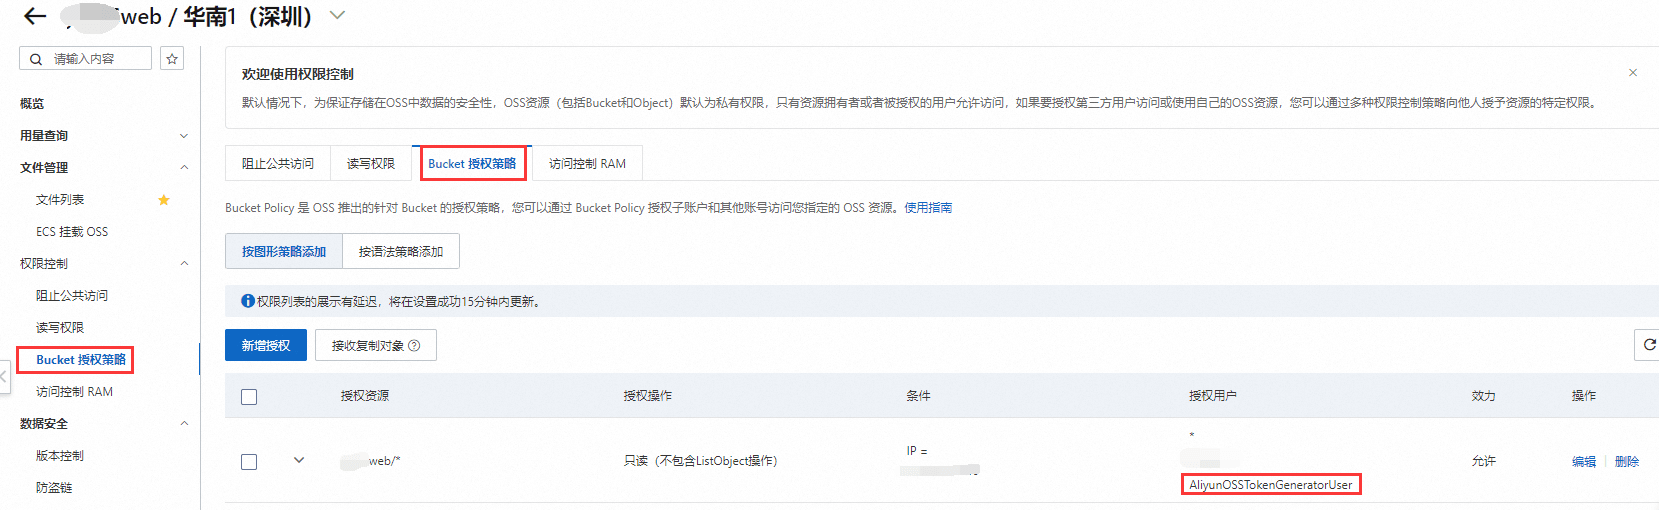 web / 华南1（深圳）
请输入内容
概览
用量查询
文件管理
文件列表
ECS 挂载 OSS
权限控制
阻止公共访问
读写权限
Bucket 授权策略
访问控制 RAM
数据安全
版本控制
防盗链
欢迎使用权限控制
默认情况下，为保证存储在OSS中数据的安全性，OSS资源（包括Bucket和Object）默认为私有权限，只有资源拥有者或者被授权的用户允许访问，如果要授权第三方用户访问或使用自己的OSS资源，您可以通过多种权限控制策略向他人授予资源的特定权限。
阻止公共访问 读写权限 Bucket 授权策略 访问控制 RAM
Bucket Policy 是 OSS 推出的针对 Bucket 的授权策略，您可以通过 Bucket Policy 授权子账户和其他账号访问您指定的 OSS 资源。使用指南
按图形策略添加 按语法策略添加
权限列表的展示有延迟，将在设置成功15分钟内更新。
新增授权 接收复制对象
授权资源 授权操作 条件 授权用户 效力 操作
web/* 只读（不包含ListObject操作） IP = * 允许 编辑 删除
AliyunOSSTokenGeneratorUser